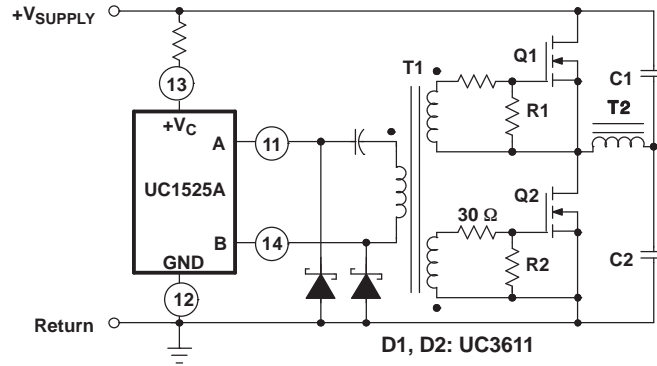 +VSUPPLY
13
+VC
A
11
UC1525A
B
14
GND
12
Return
T1
Q1
R1
C1
T2
Q2
30 Ω
R2
C2
D1, D2: UC3611